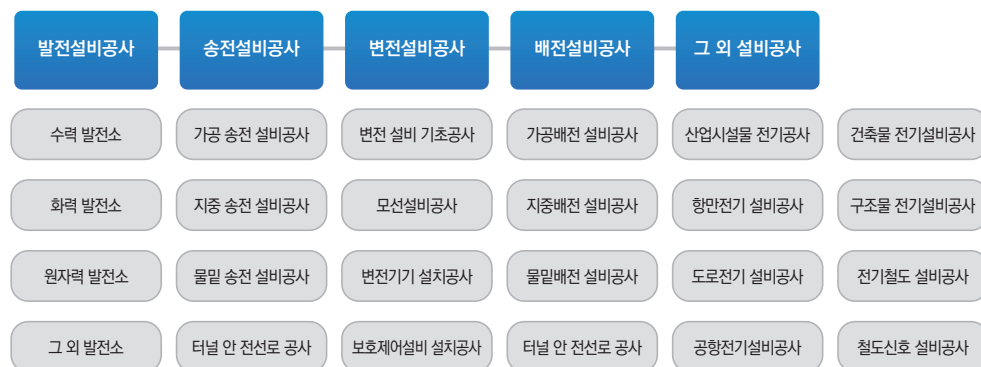 발전설비공사
송전설비공사
변전설비공사
배전설비공사
그 외 설비공사
수력 발전소
가공 송전 설비공사
변전 설비 기초공사
가공배전 설비공사
산업시설물 전기공사
건축물 전기설비공사
화력 발전소
지중 송전 설비공사
모선설비공사
지중배전 설비공사
항만전기 설비공사
구조물 전기설비공사
원자력 발전소
물밑 송전 설비공사
변전기기 설치공사
물밑배전 설비공사
도로전기 설비공사
전기철도 설비공사
그 외 발전소
터널 안 전선로 공사
보호제어설비 설치공사
터널 안 전선로 공사
공항전기설비공사
철도신호 설비공사